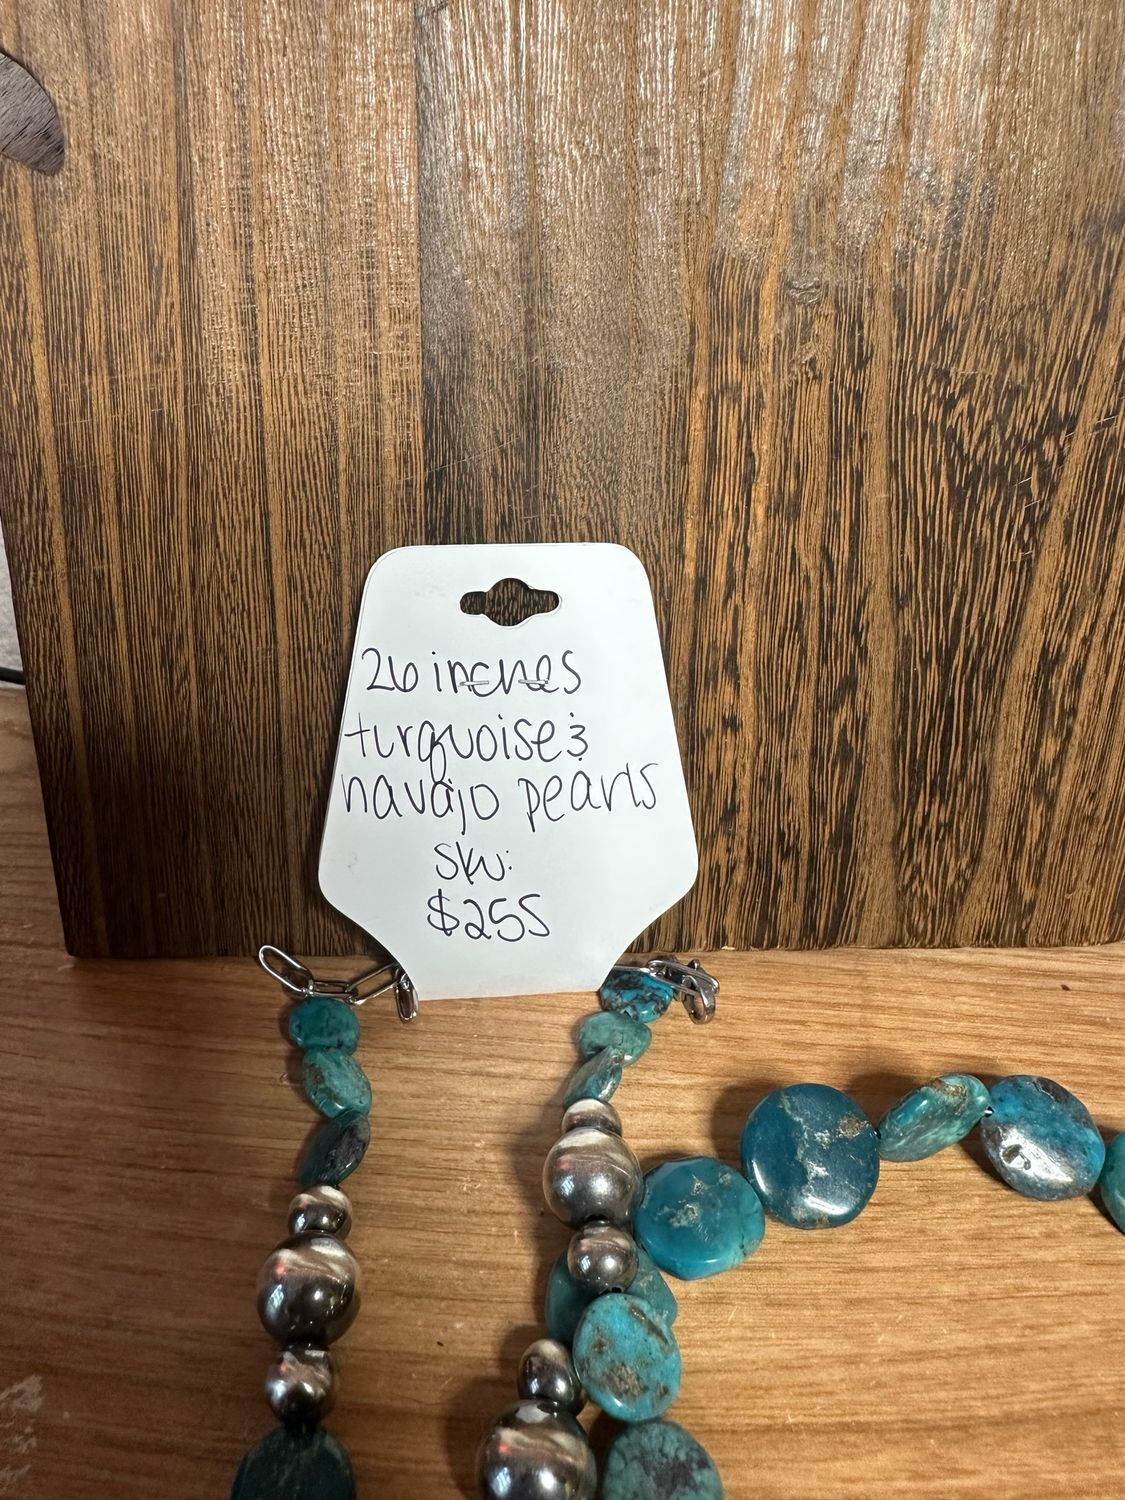 26 inches
turquoise &
navajo pearls
sku:
$255